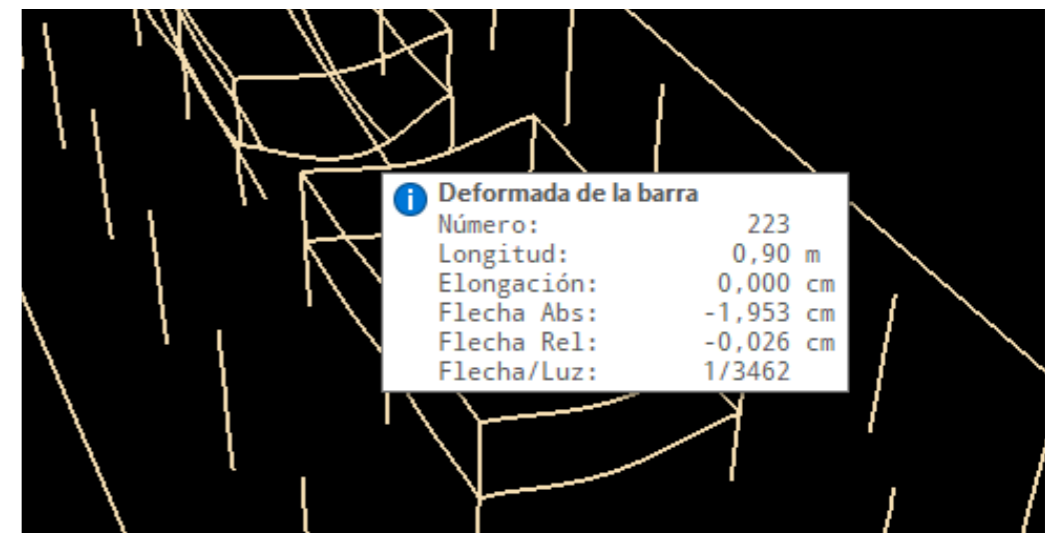 Deformada de la barra
Número: 223
Longitud: 0,90 m
Elongación: 0,000 cm
Flecha Abs: -1,953 cm
Flecha Rel: -0,026 cm
Flecha/Luz: 1/3462